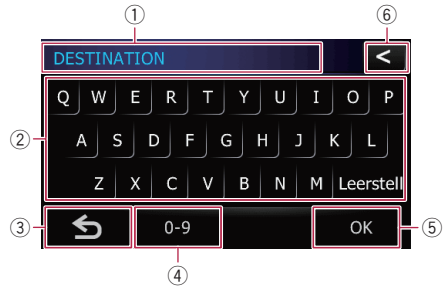 ① ⑥
DESTINATION <
② Q W E R T Y U I O P
A S D F G H J K L
Z X C V B N M Leerstell
③ 0-9 OK ⑤
④